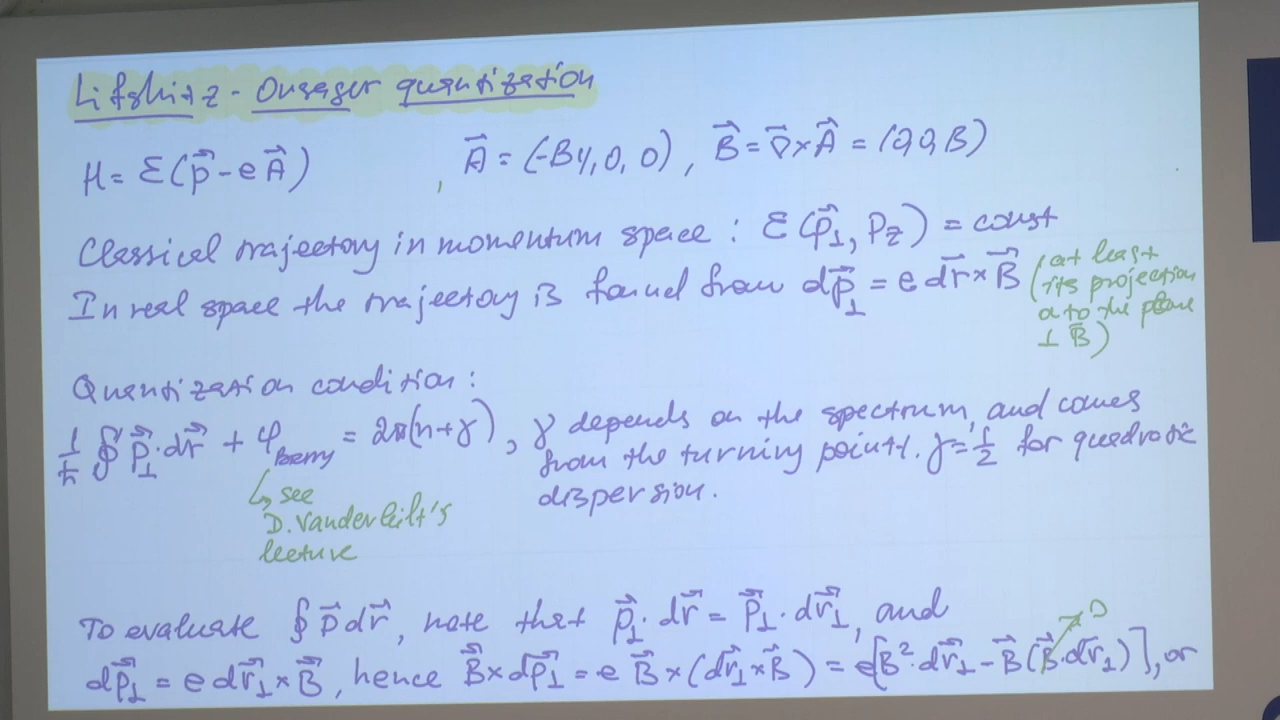 Lifshitz - Onsager quantization
H = ε(p⃗ - eA⃗) , A⃗ = (-By, 0, 0), B⃗ = ∇⃗×A⃗ = (0,0,B)
Classical trajectory in momentum space : ε(p⃗⊥, Pz) = const
In real space the trajectory is found from dp⃗⊥ = e dr⃗ × B⃗ (at least
its projection
to the plane
⊥ B⃗)
Quantization condition :
1/ħ ∮ p⃗⊥·dr⃗ + φBerry = 2π(n+γ), γ depends on the spectrum, and comes
from the turning point. γ=1/2 for quadratic
dispersion.
↳ see
D. Vanderbilt's
lecture
To evaluate ∮ p⃗ dr⃗, note that p⃗⊥·dr⃗ = p⃗⊥·dr⃗⊥, and
dp⃗⊥ = e dr⃗⊥×B⃗, hence B⃗×dp⃗⊥ = e B⃗×(dr⃗⊥×B⃗) = e[B²·dr⃗⊥ - B⃗(B⃗·dr⃗⊥)], or
0